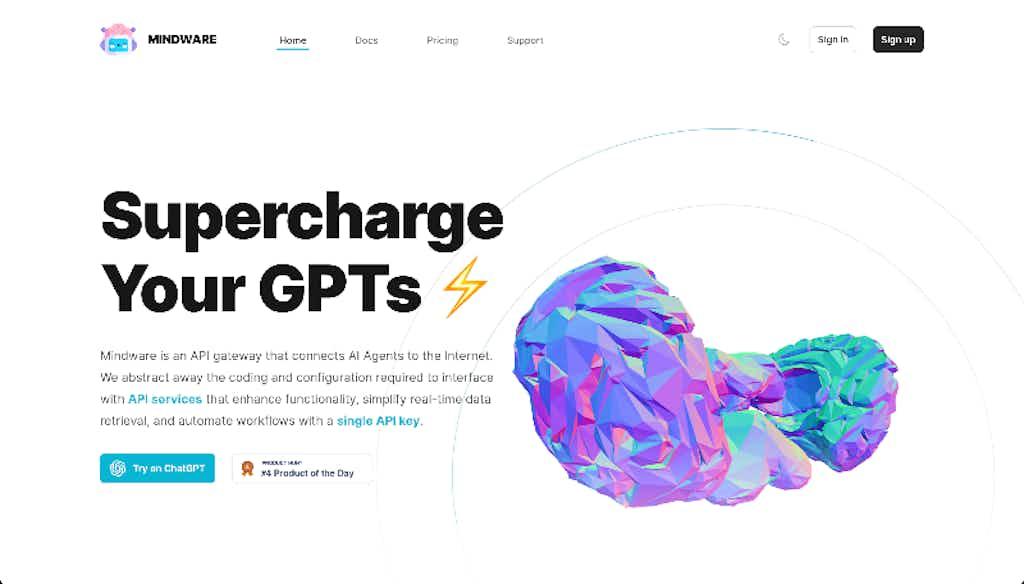 MINDWARE
Home
Docs
Pricing
Support
Sign in
Sign up
Supercharge
Your GPTs
Mindware is an API gateway that connects AI Agents to the Internet.
We abstract away the coding and configuration required to interface
with API services that enhance functionality, simplify real-time data
retrieval, and automate workflows with a single API key.
Try on ChatGPT
PRODUCT HUNT
#4 Product of the Day